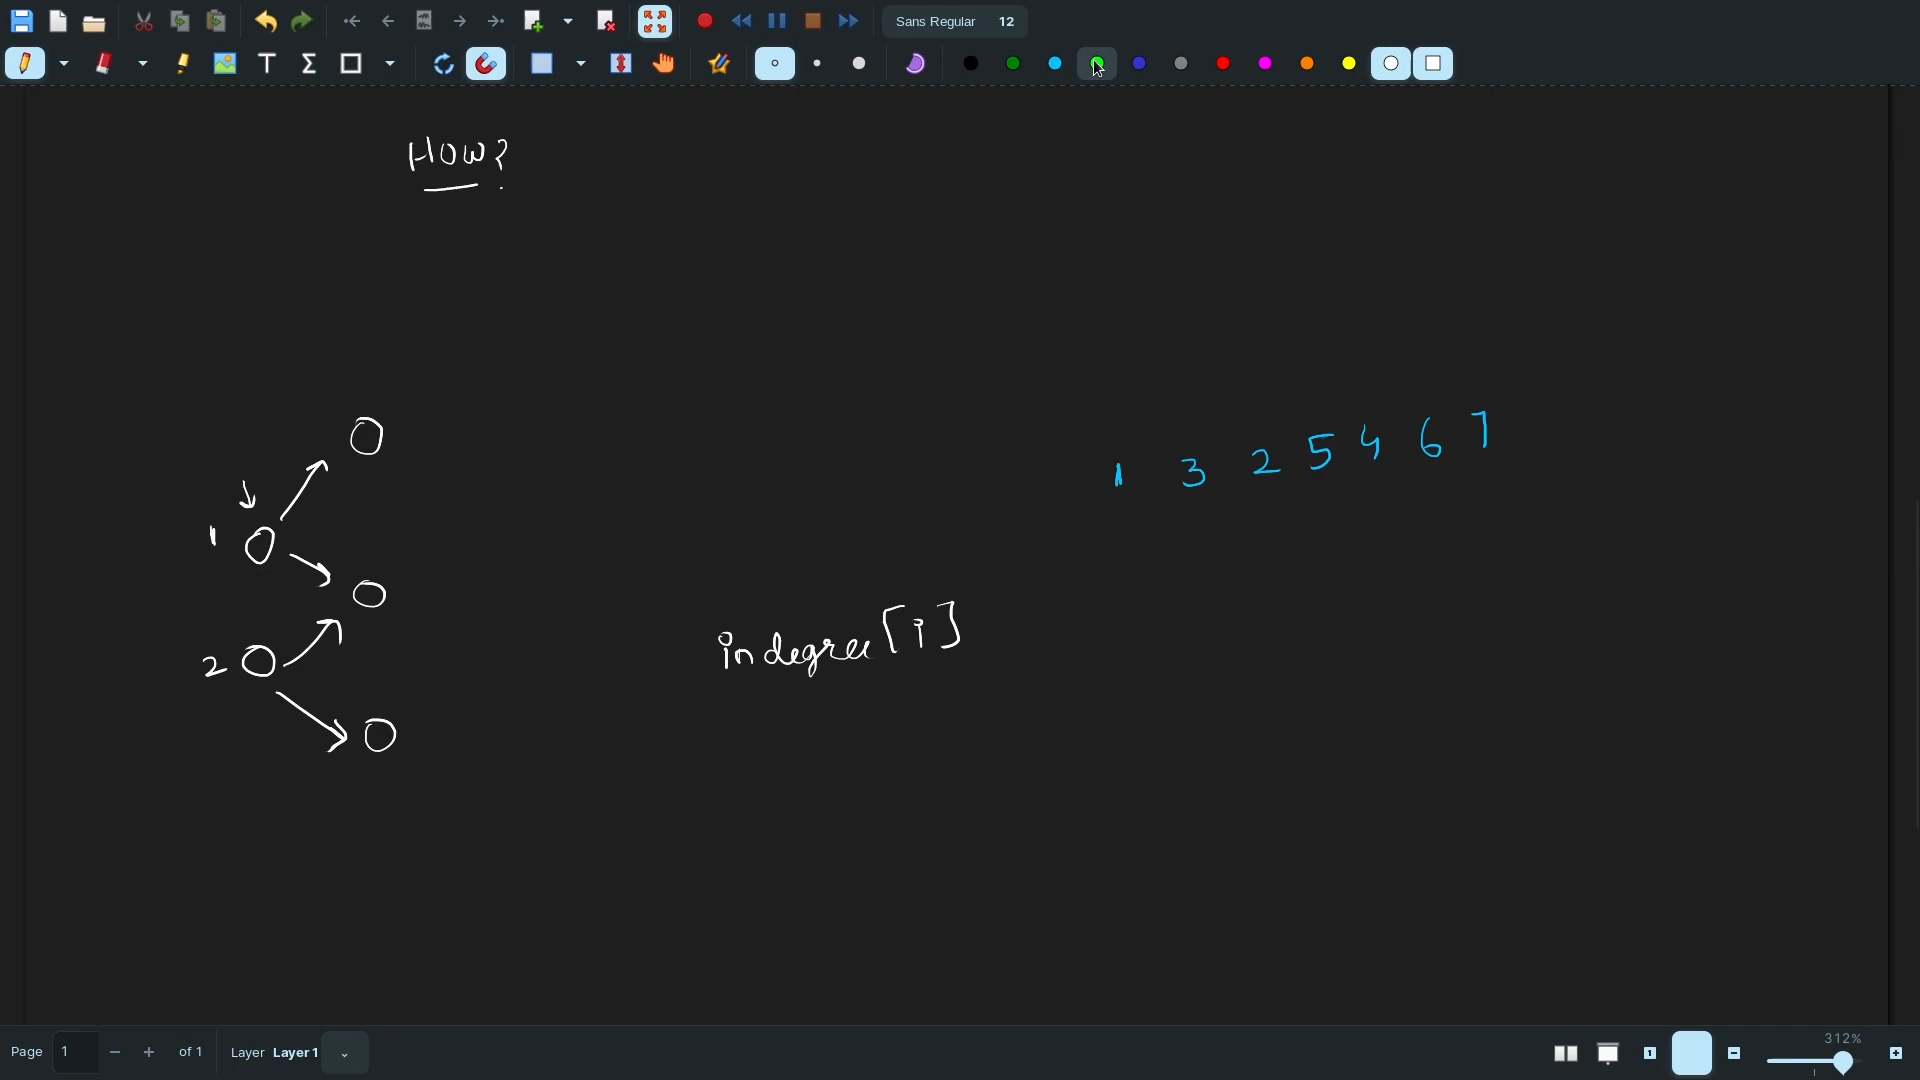 Sans Regular 12
How?
1 3 2 5 4 6 7
1
indegree[i]
2
Page 1 of 1 Layer Layer 1 312%